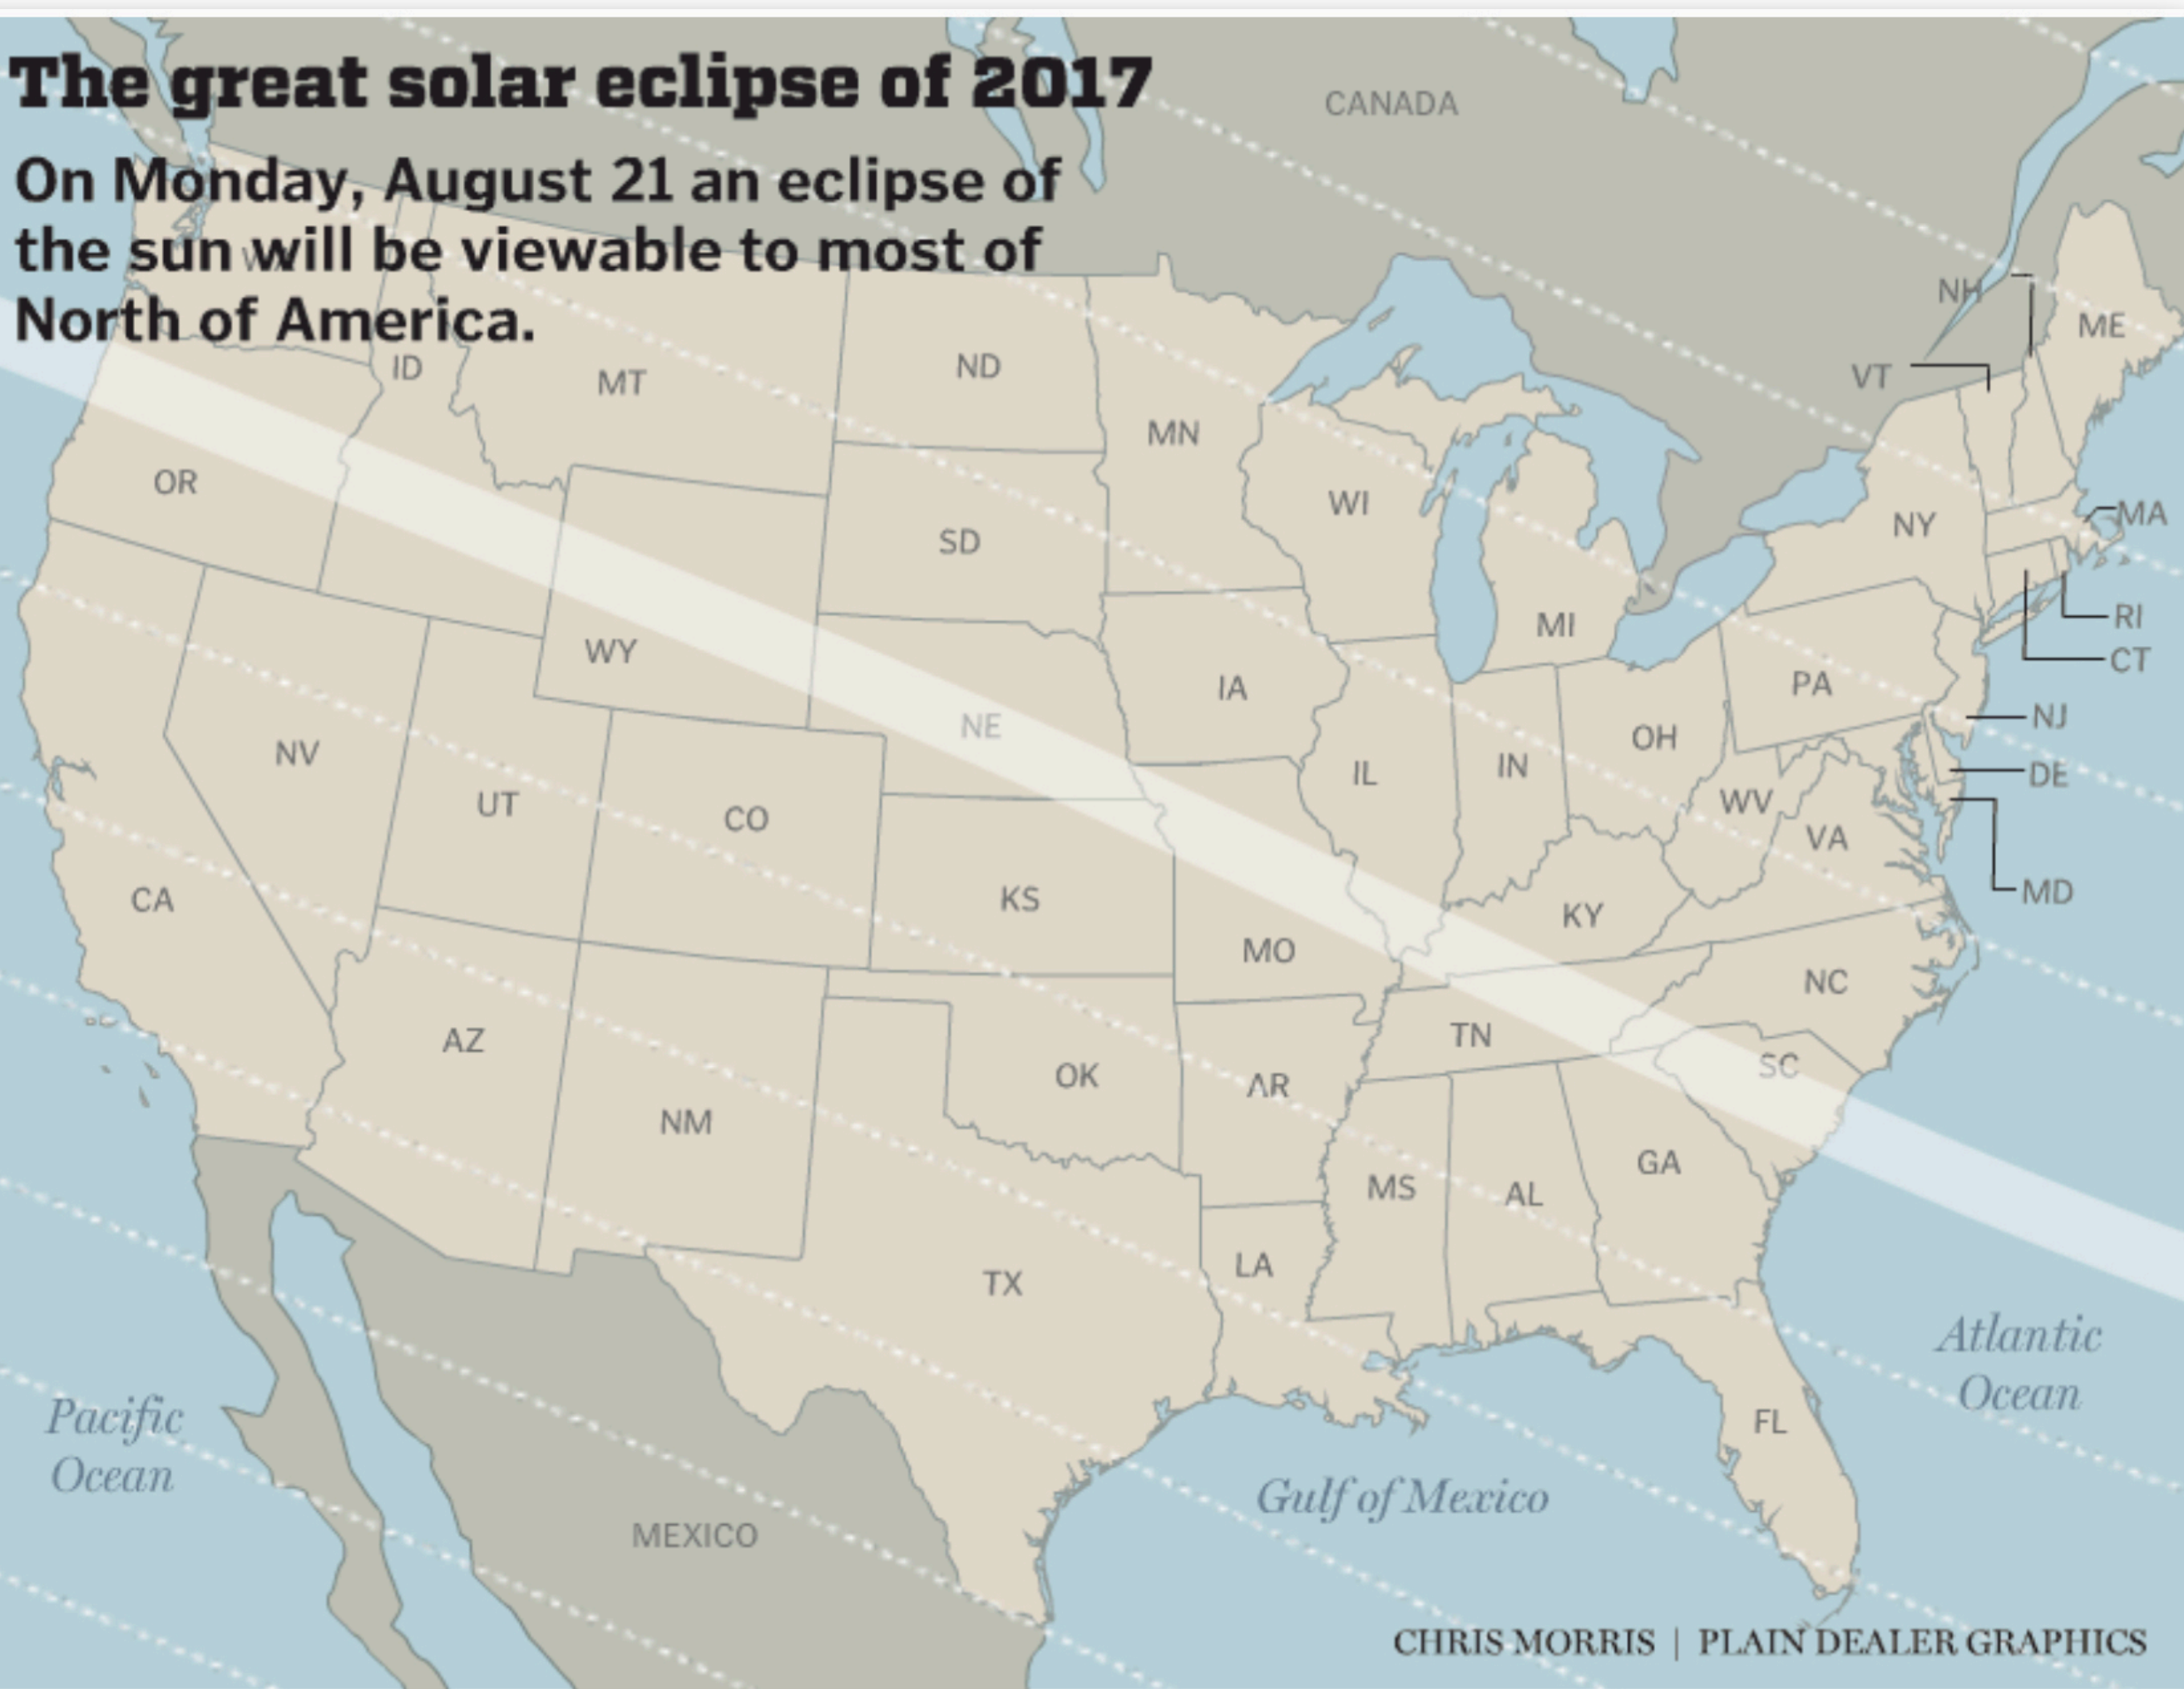 The great solar eclipse of 2017
On Monday, August 21 an eclipse of
the sun will be viewable to most of
North of America.
CANADA
WA
NH
ME
VT
ID
MT
ND
MN
OR
WI
SD
NY
MA
MI
RI
WY
CT
IA
PA
NE
NJ
NV
OH
IN
IL
DE
UT
CO
WV
VA
CA
KS
MD
KY
MO
NC
AZ
TN
SC
OK
AR
NM
GA
MS
AL
LA
TX
Atlantic
Ocean
Pacific
Ocean
FL
Gulf of Mexico
MEXICO
CHRIS MORRIS | PLAIN DEALER GRAPHICS